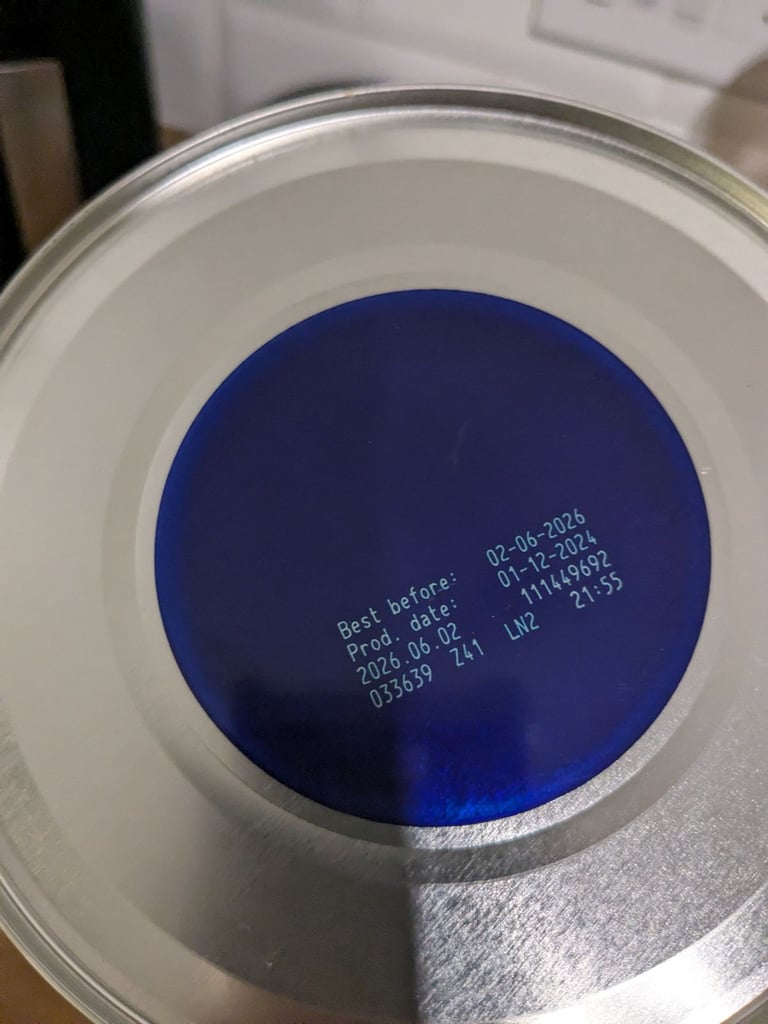 Best before: 02-06-2026
Prod. date: 01-12-2024
2026.06.02 111449692
033639 Z41 LN2 21:55